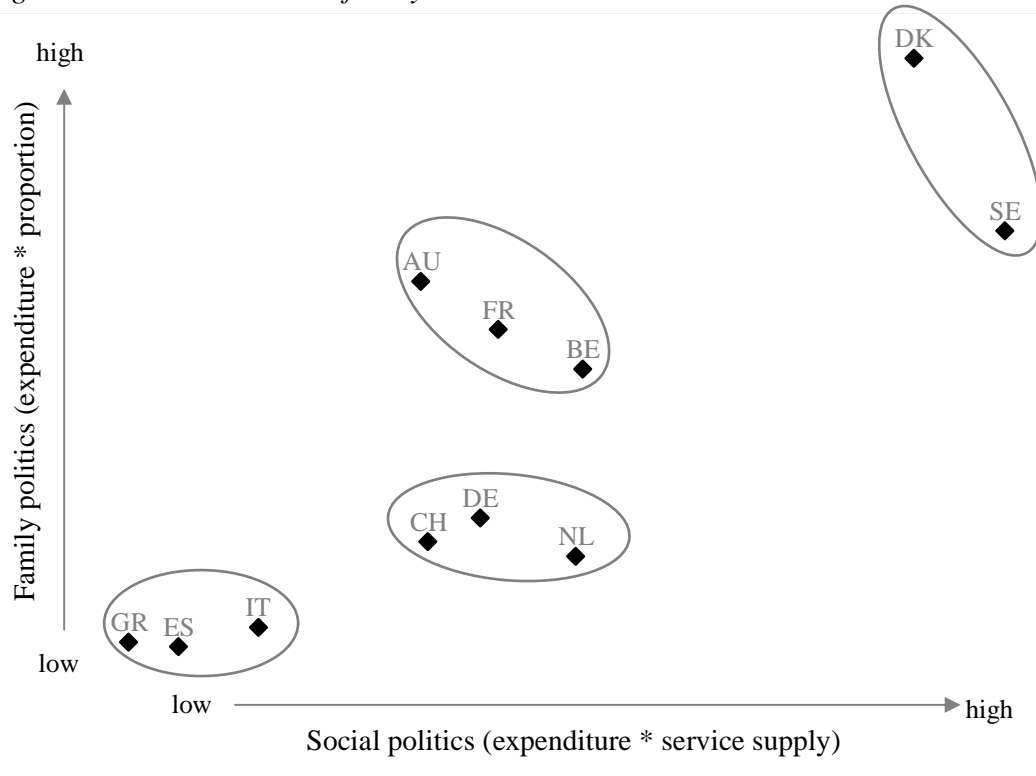 high
DK
Family politics (expenditure * proportion)
SE
AU
FR
BE
DE
CH
NL
IT
GR
ES
low
low
high
Social politics (expenditure * service supply)